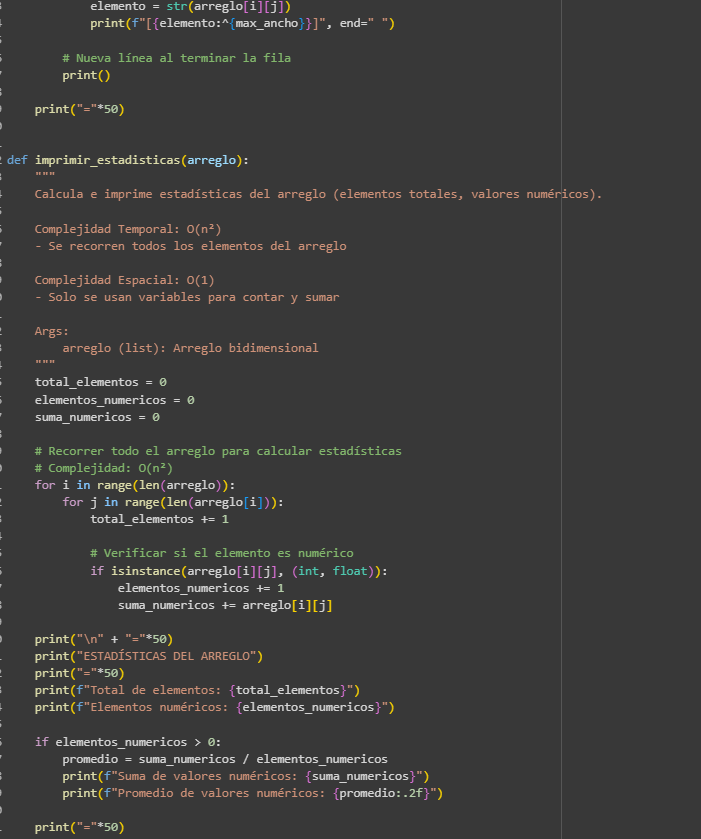 elemento = str(arreglo[i][j])
print(f"[{elemento:^{max_ancho}}]", end=" ")
# Nueva línea al terminar la fila
print()
print("="*50)
def imprimir_estadisticas(arreglo):
"""
Calcula e imprime estadísticas del arreglo (elementos totales, valores numéricos).
Complejidad Temporal: O(n²)
- Se recorren todos los elementos del arreglo
Complejidad Espacial: O(1)
- Solo se usan variables para contar y sumar
Args:
arreglo (list): Arreglo bidimensional
"""
total_elementos = 0
elementos_numericos = 0
suma_numericos = 0
# Recorrer todo el arreglo para calcular estadísticas
# Complejidad: O(n²)
for i in range(len(arreglo)):
for j in range(len(arreglo[i])):
total_elementos += 1
# Verificar si el elemento es numérico
if isinstance(arreglo[i][j], (int, float)):
elementos_numericos += 1
suma_numericos += arreglo[i][j]
print("\n" + "="*50)
print("ESTADÍSTICAS DEL ARREGLO")
print("="*50)
print(f"Total de elementos: {total_elementos}")
print(f"Elementos numéricos: {elementos_numericos}")
if elementos_numericos > 0:
promedio = suma_numericos / elementos_numericos
print(f"Suma de valores numéricos: {suma_numericos}")
print(f"Promedio de valores numéricos: {promedio:.2f}")
print("="*50)